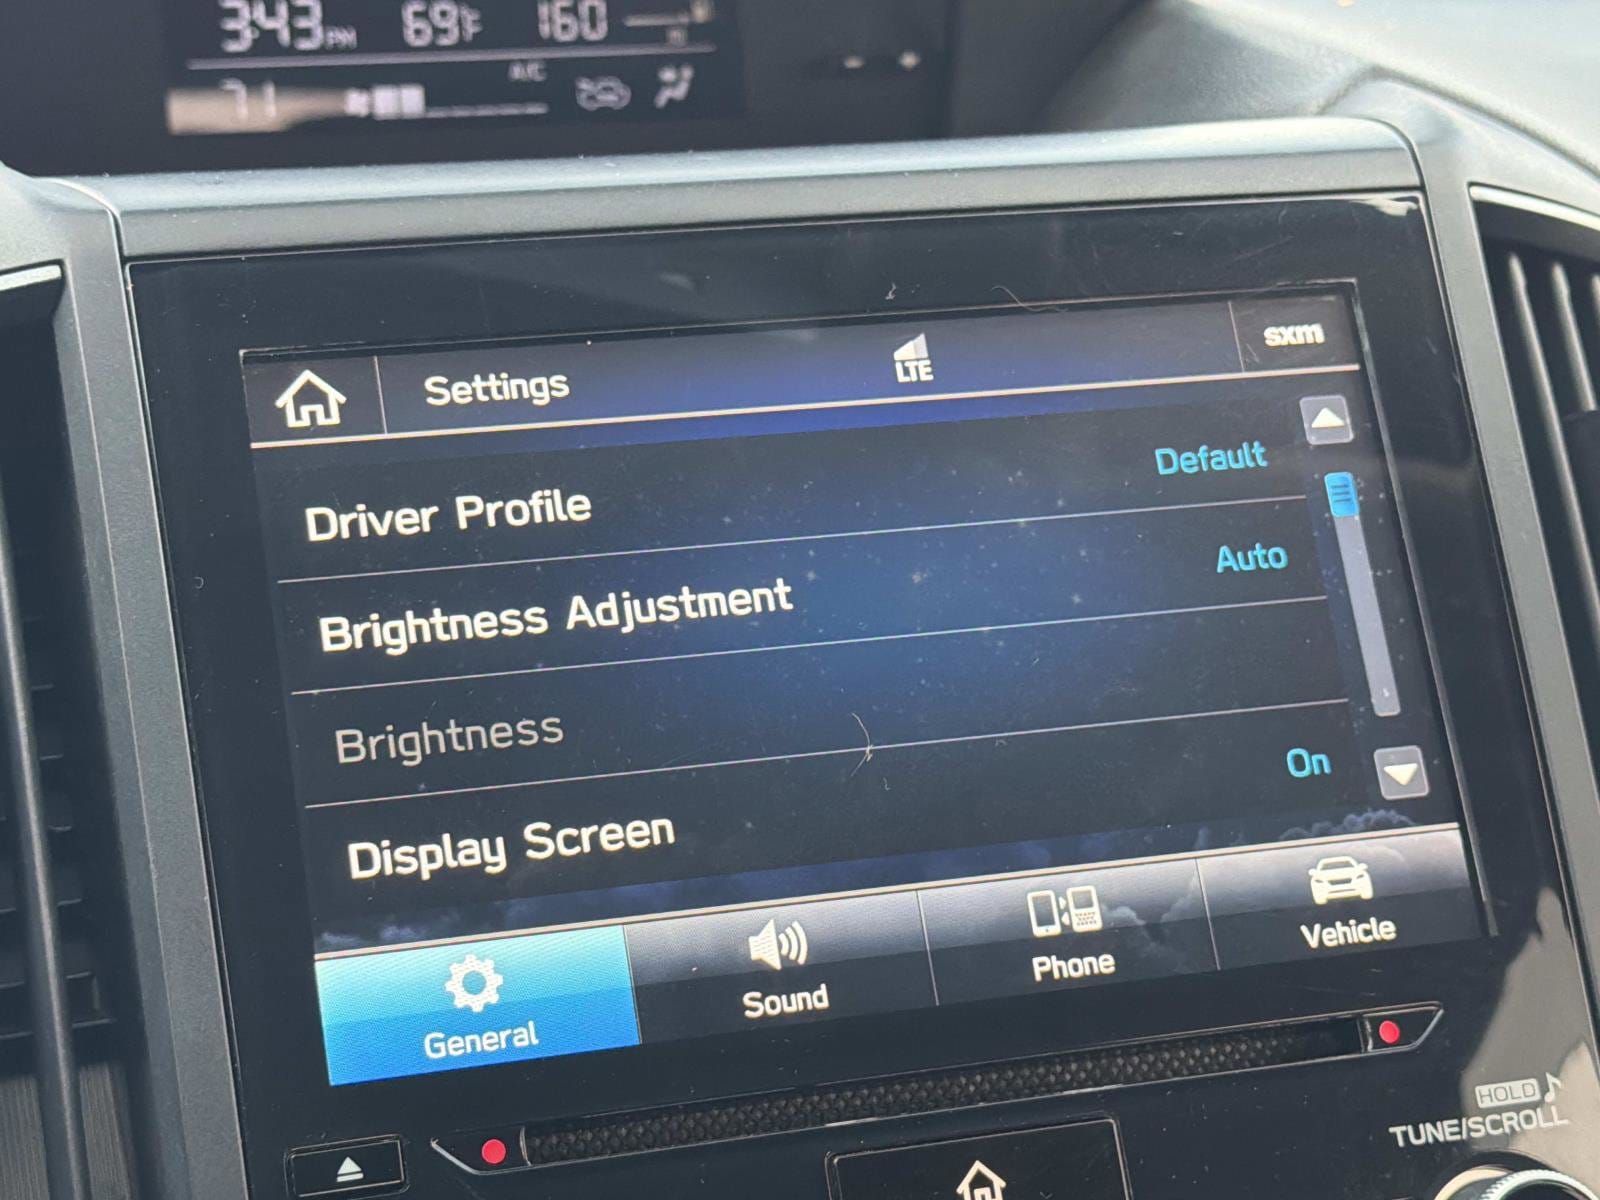 3:43 PM 69°F 160
71 A/C
- +
Settings LTE sxm
Driver Profile Default
Brightness Adjustment Auto
Brightness
Display Screen On
General Sound Phone Vehicle
HOLD
TUNE/SCROLL